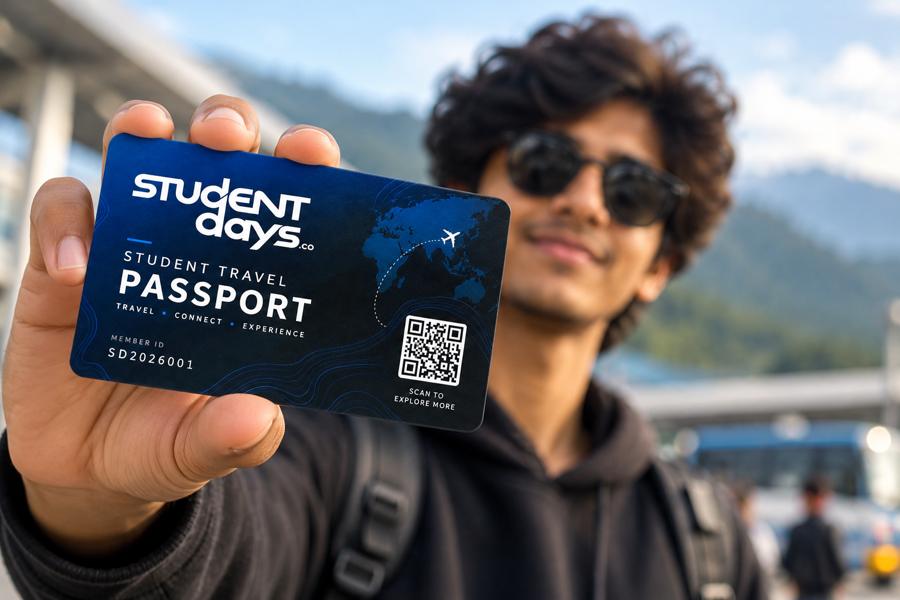 STUdENT
days.co
STUDENT TRAVEL
PASSPORT
TRAVEL • CONNECT • EXPERIENCE
MEMBER ID
SD2026001
SCAN TO
EXPLORE MORE